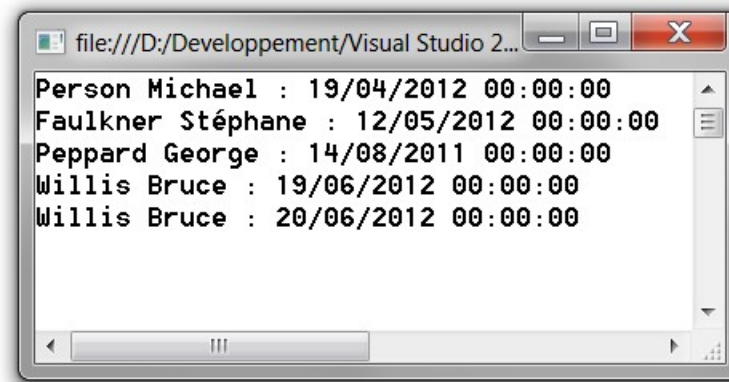 file:///D:/Developpement/Visual Studio 2...
Person Michael : 19/04/2012 00:00:00
Faulkner Stéphane : 12/05/2012 00:00:00
Peppard George : 14/08/2011 00:00:00
Willis Bruce : 19/06/2012 00:00:00
Willis Bruce : 20/06/2012 00:00:00